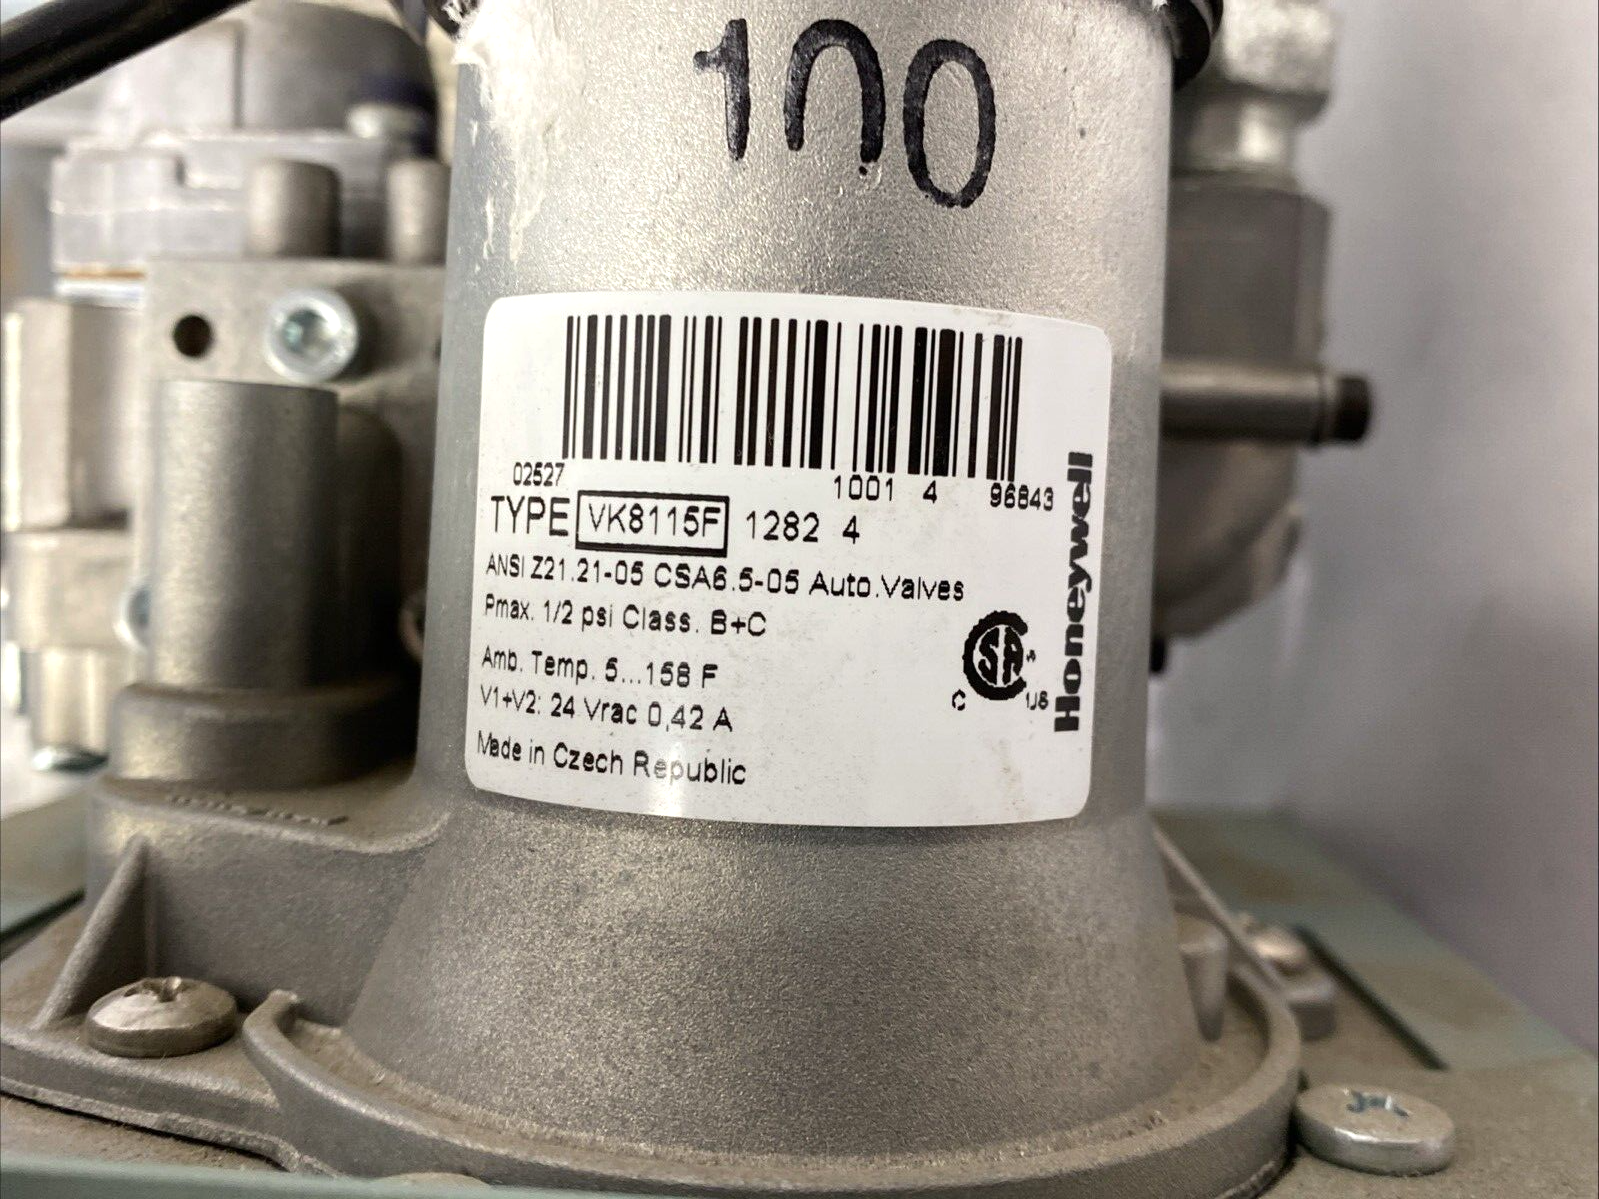 100
02527 1001 4 96843
TYPE VK8115F 1282 4
ANSI Z21.21-05 CSA6.5-05 Auto.Valves
Pmax. 1/2 psi Class. B+C
Amb. Temp. 5...158 F
V1+V2: 24 Vrac 0,42 A
Made in Czech Republic
C US
Honeywell